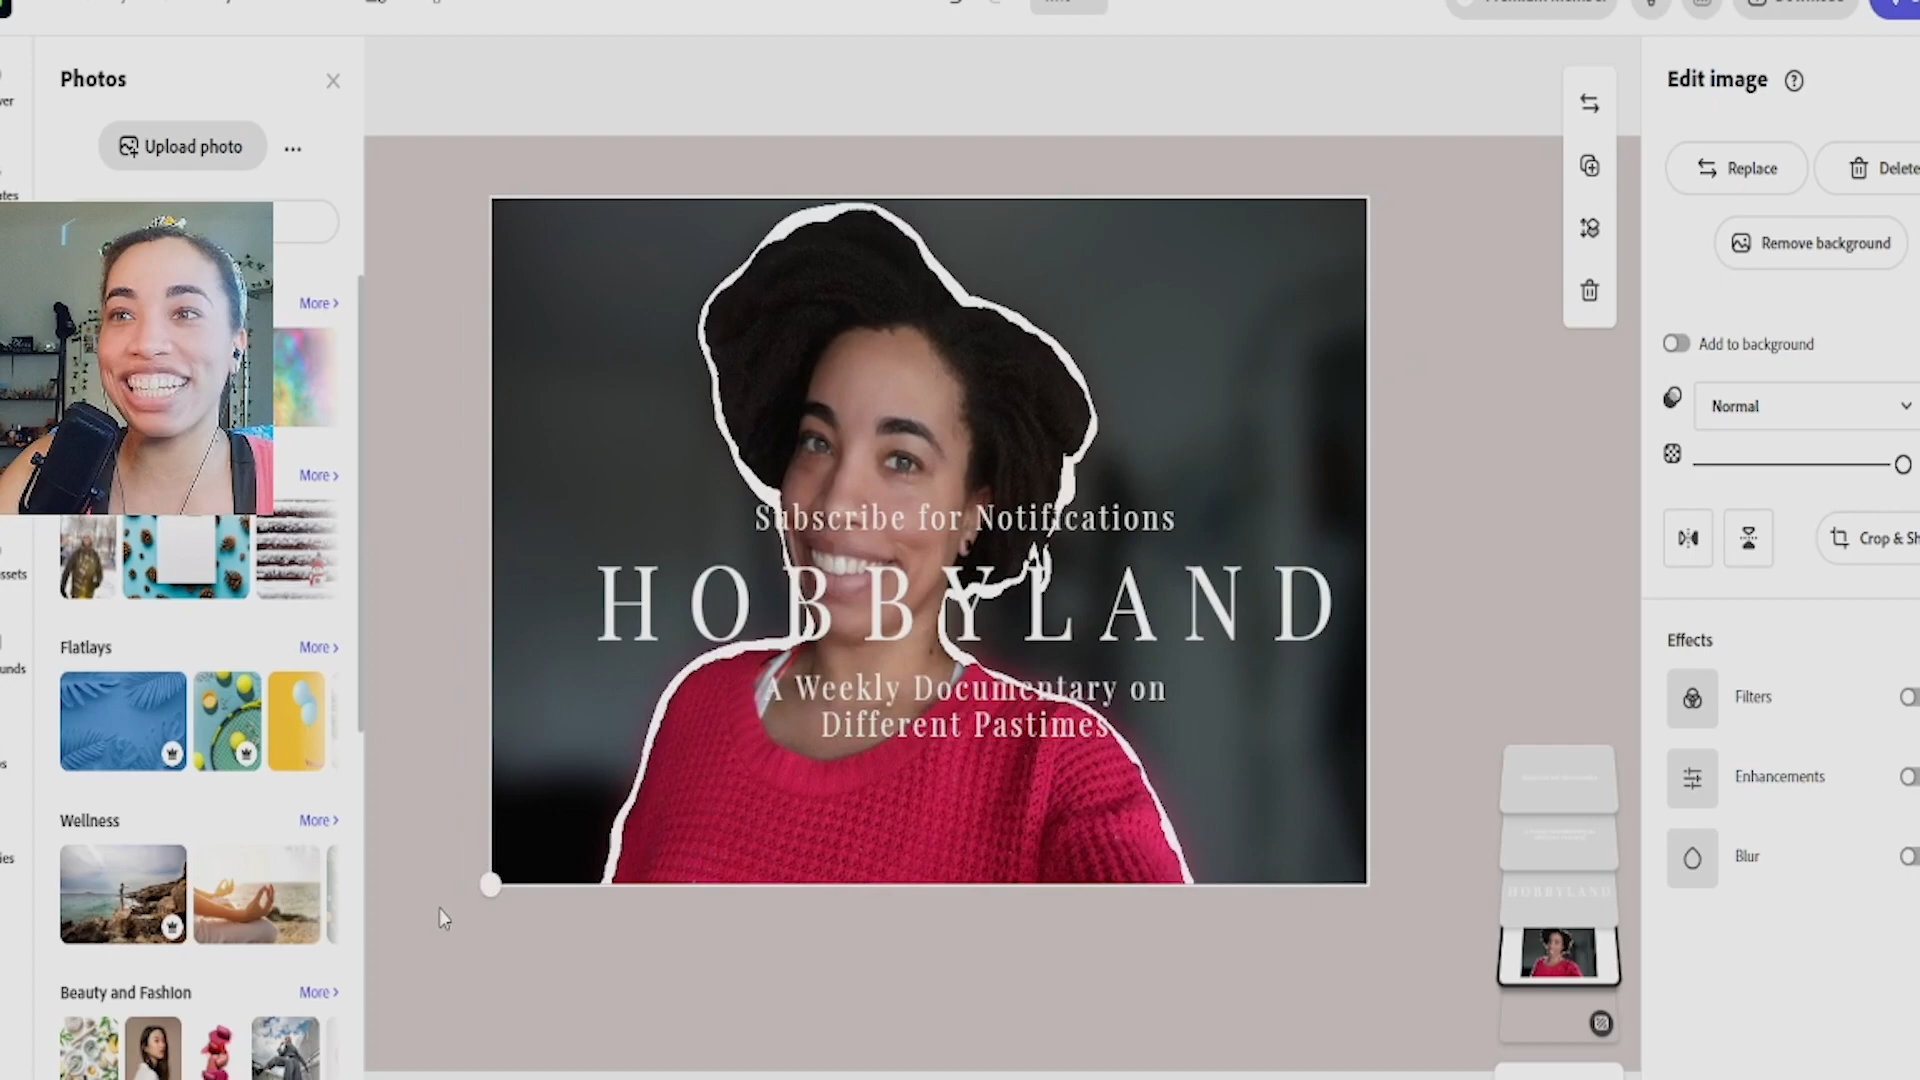 Photos
Upload photo
More >
More >
Flatlays
More >
Wellness
More >
Beauty and Fashion
More >
Subscribe for Notifications
HOBBYLAND
A Weekly Documentary on
Different Pastimes
HOBBYLAND
Edit image
Replace
Delete
Remove background
Add to background
Normal
Crop & Sh
Effects
Filters
Enhancements
Blur